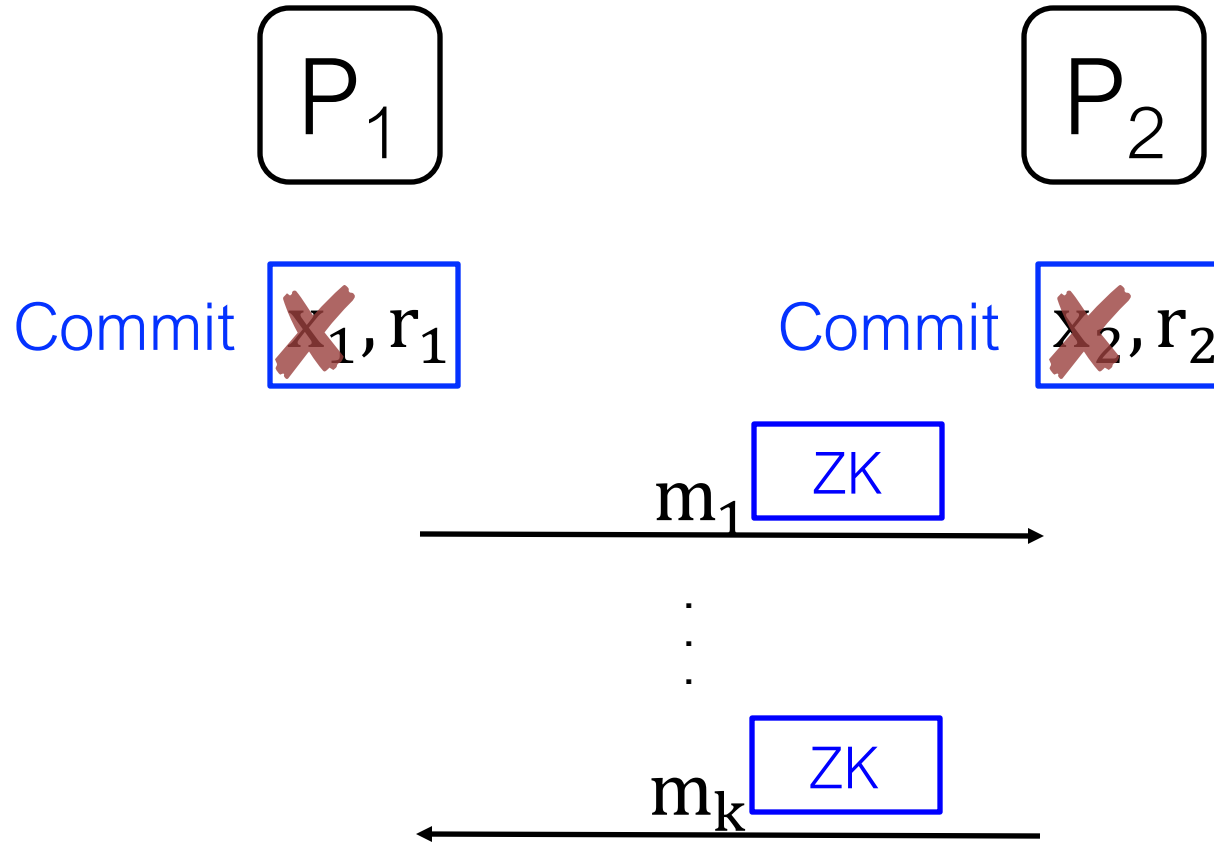 P₁ P₂
Commit x₁, r₁ Commit x₂, r₂
m₁ ZK
⋮
mₖ ZK